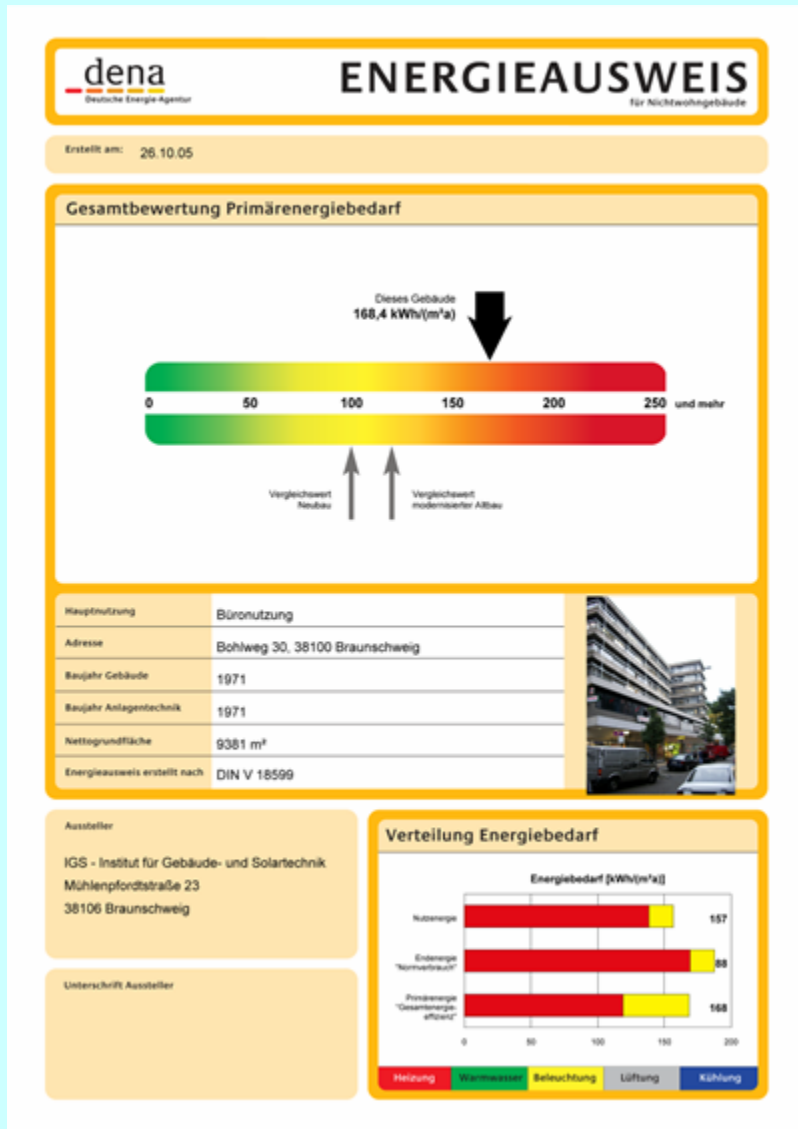 dena
Deutsche Energie-Agentur
ENERGIEAUSWEIS
für Nichtwohngebäude
Erstellt am: 26.10.05
Gesamtbewertung Primärenergiebedarf
Dieses Gebäude
168,4 kWh/(m²a)
0 50 100 150 200 250 und mehr
Vergleichswert
Neubau
Vergleichswert
modernisierter Altbau
Hauptnutzung Büronutzung
Adresse Bohlweg 30, 38100 Braunschweig
Baujahr Gebäude 1971
Baujahr Anlagentechnik 1971
Nettogrundfläche 9381 m²
Energieausweis erstellt nach DIN V 18599
Aussteller
IGS - Institut für Gebäude- und Solartechnik
Mühlenpfordtstraße 23
38106 Braunschweig
Unterschrift Aussteller
Verteilung Energiebedarf
Energiebedarf [kWh/(m²a)]
Nutzenergie 157
Endenergie
"Normverbrauch" 88
Primärenergie
"Gesamtenergie-
effizienz" 168
0 50 100 150 200
Heizung Warmwasser Beleuchtung Lüftung Kühlung